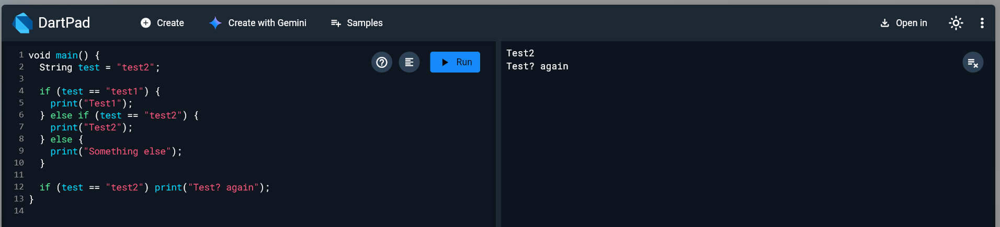 DartPad Create Create with Gemini Samples Open in
1 void main() {
2   String test = "test2";
3
4   if (test == "test1") {
5     print("Test1");
6   } else if (test == "test2") {
7     print("Test2");
8   } else {
9     print("Something else");
10   }
11
12   if (test == "test2") print("Test? again");
13 }
14
Run
Test2
Test? again